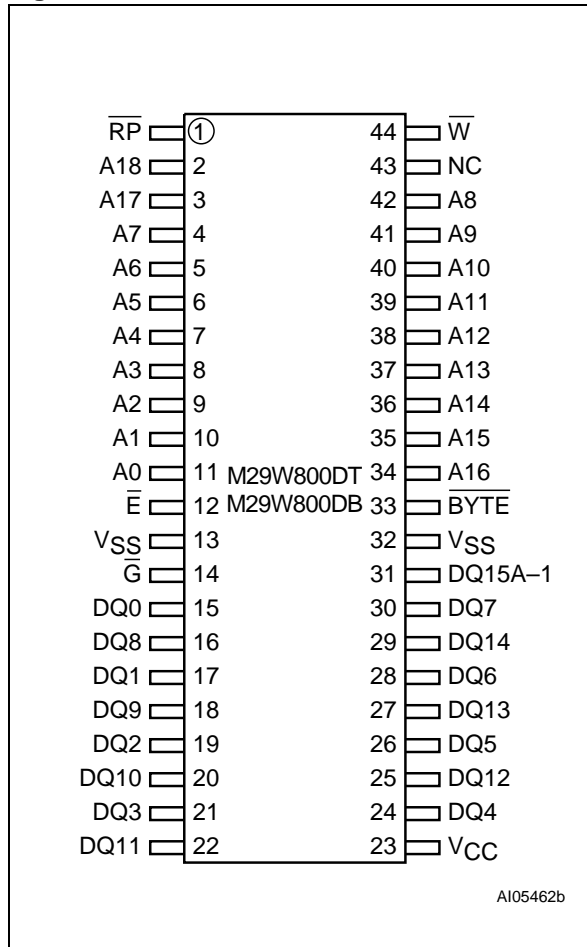 R̅P̅ 1 44 W̅
A18 2 43 NC
A17 3 42 A8
A7 4 41 A9
A6 5 40 A10
A5 6 39 A11
A4 7 38 A12
A3 8 37 A13
A2 9 36 A14
A1 10 35 A15
A0 11 M29W800DT 34 A16
E̅ 12 M29W800DB 33 B̅Y̅T̅E̅
VSS 13 32 VSS
G̅ 14 31 DQ15A–1
DQ0 15 30 DQ7
DQ8 16 29 DQ14
DQ1 17 28 DQ6
DQ9 18 27 DQ13
DQ2 19 26 DQ5
DQ10 20 25 DQ12
DQ3 21 24 DQ4
DQ11 22 23 VCC
AI05462b